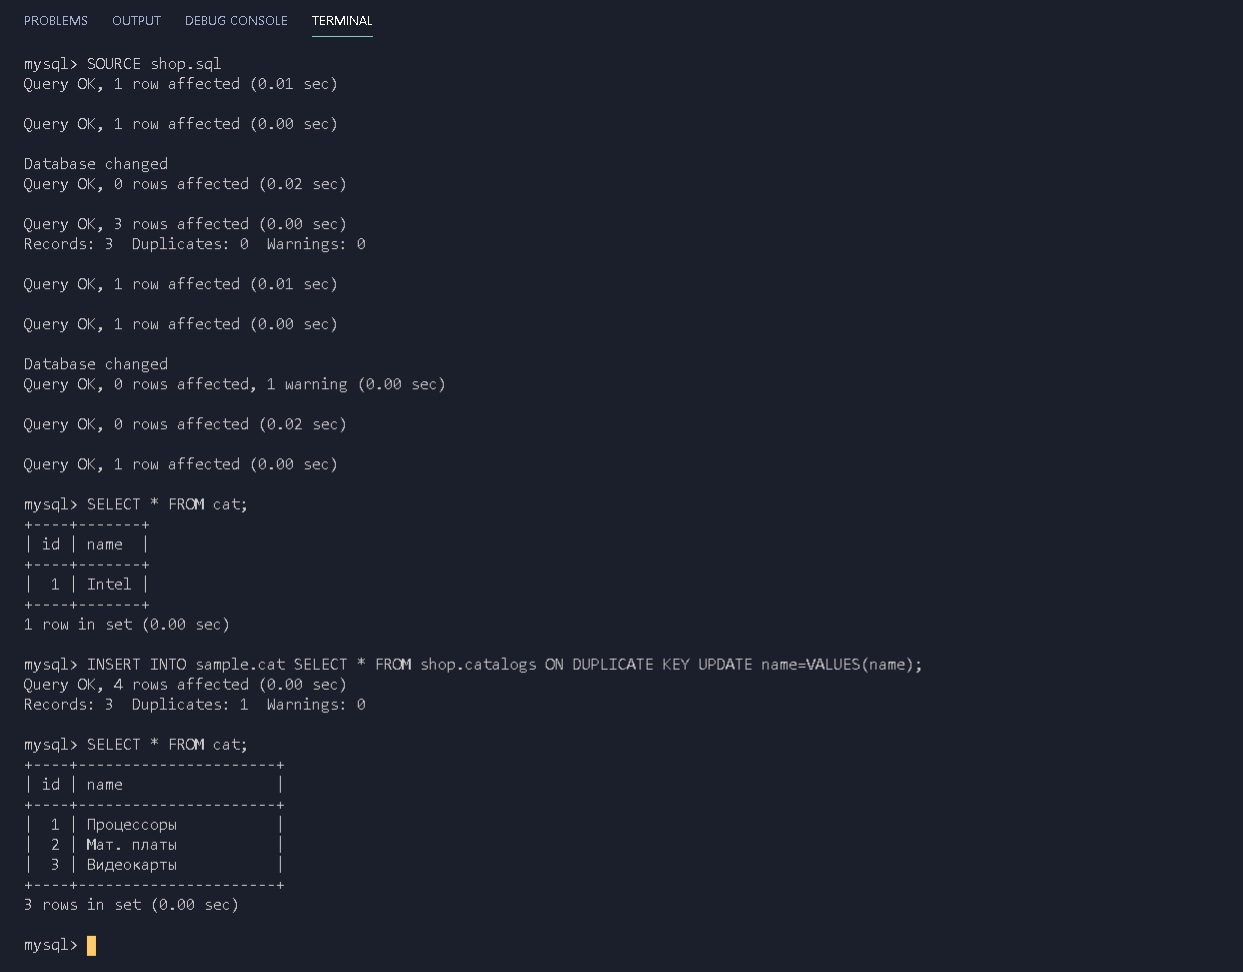 PROBLEMS OUTPUT DEBUG CONSOLE TERMINAL
mysql> SOURCE shop.sql
Query OK, 1 row affected (0.01 sec)
Query OK, 1 row affected (0.00 sec)
Database changed
Query OK, 0 rows affected (0.02 sec)
Query OK, 3 rows affected (0.00 sec)
Records: 3  Duplicates: 0  Warnings: 0
Query OK, 1 row affected (0.01 sec)
Query OK, 1 row affected (0.00 sec)
Database changed
Query OK, 0 rows affected, 1 warning (0.00 sec)
Query OK, 0 rows affected (0.02 sec)
Query OK, 1 row affected (0.00 sec)
mysql> SELECT * FROM cat;
+----+-------+
| id | name  |
+----+-------+
|  1 | Intel |
+----+-------+
1 row in set (0.00 sec)
mysql> INSERT INTO sample.cat SELECT * FROM shop.catalogs ON DUPLICATE KEY UPDATE name=VALUES(name);
Query OK, 4 rows affected (0.00 sec)
Records: 3  Duplicates: 1  Warnings: 0
mysql> SELECT * FROM cat;
+----+----------------------+
| id | name                 |
+----+----------------------+
|  1 | Процессоры           |
|  2 | Мат. платы           |
|  3 | Видеокарты           |
+----+----------------------+
3 rows in set (0.00 sec)
mysql>